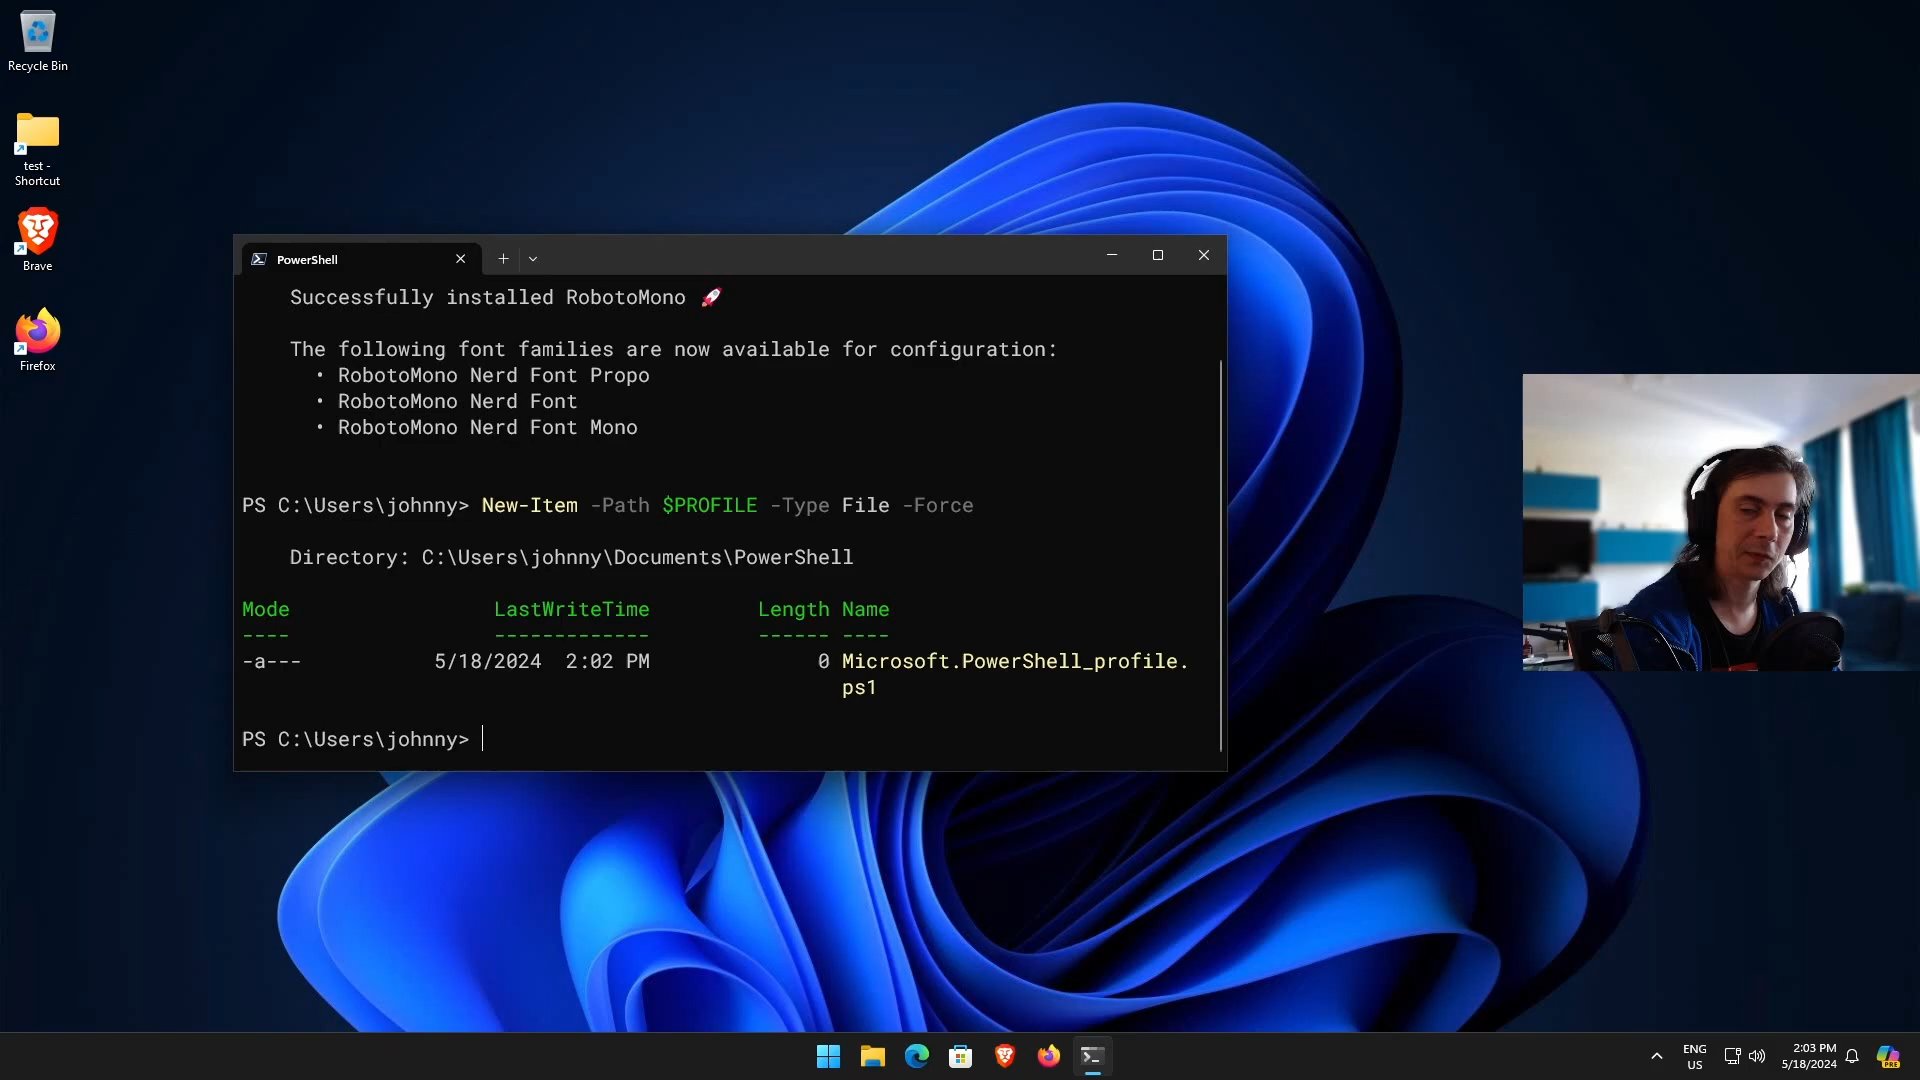 Recycle Bin
test -
Shortcut
Brave
Firefox
PowerShell
Successfully installed RobotoMono 🚀
The following font families are now available for configuration:
• RobotoMono Nerd Font Propo
• RobotoMono Nerd Font
• RobotoMono Nerd Font Mono
PS C:\Users\johnny> New-Item -Path $PROFILE -Type File -Force
Directory: C:\Users\johnny\Documents\PowerShell
Mode LastWriteTime Length Name
---- ------------- ------ ----
-a--- 5/18/2024 2:02 PM 0 Microsoft.PowerShell_profile.
ps1
PS C:\Users\johnny>
ENG
US
2:03 PM
5/18/2024
PRE